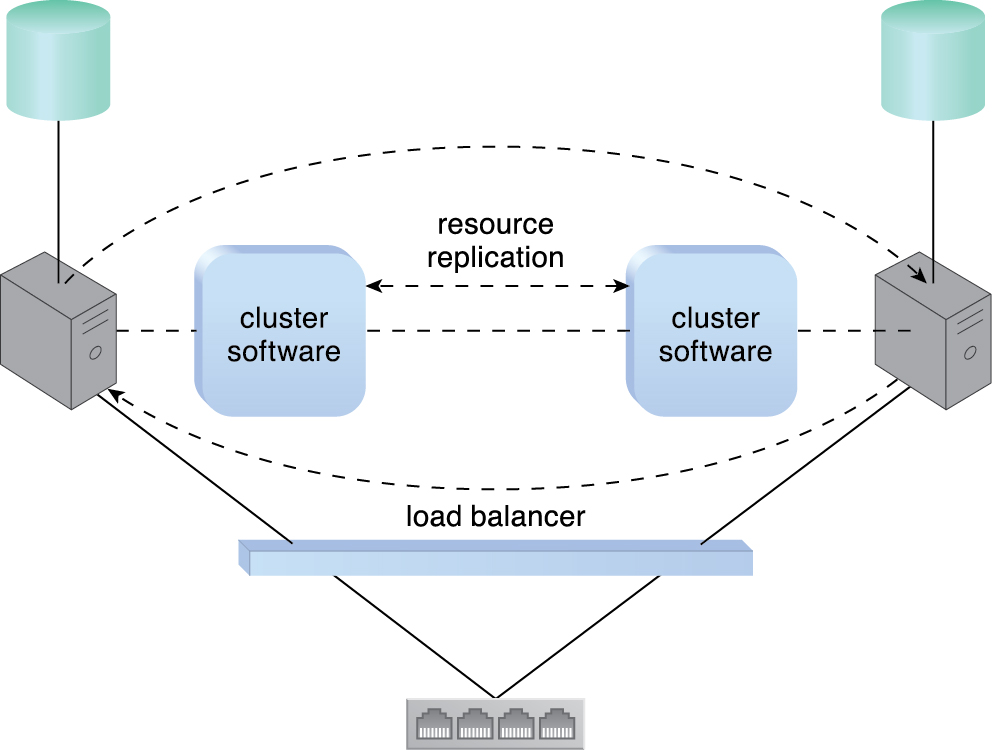 resource
replication
cluster
software
cluster
software
load balancer